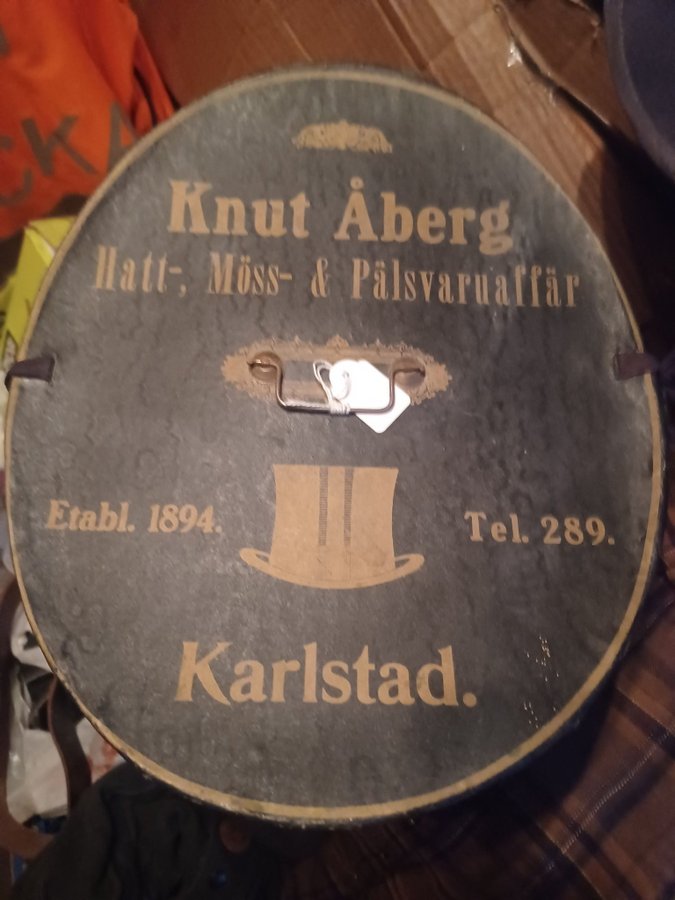 Knut Åberg
Hatt-, Möss- & Pälsvaruaffär
Etabl. 1894.
Tel. 289.
Karlstad.